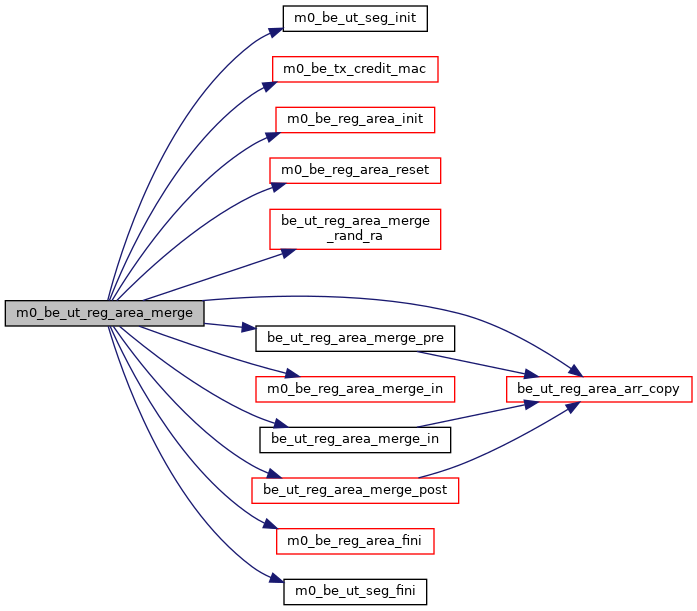 m0_be_ut_seg_init
m0_be_tx_credit_mac
m0_be_reg_area_init
m0_be_reg_area_reset
be_ut_reg_area_merge
_rand_ra
m0_be_ut_reg_area_merge
be_ut_reg_area_merge_pre
m0_be_reg_area_merge_in
be_ut_reg_area_arr_copy
be_ut_reg_area_merge_in
be_ut_reg_area_merge_post
m0_be_reg_area_fini
m0_be_ut_seg_fini